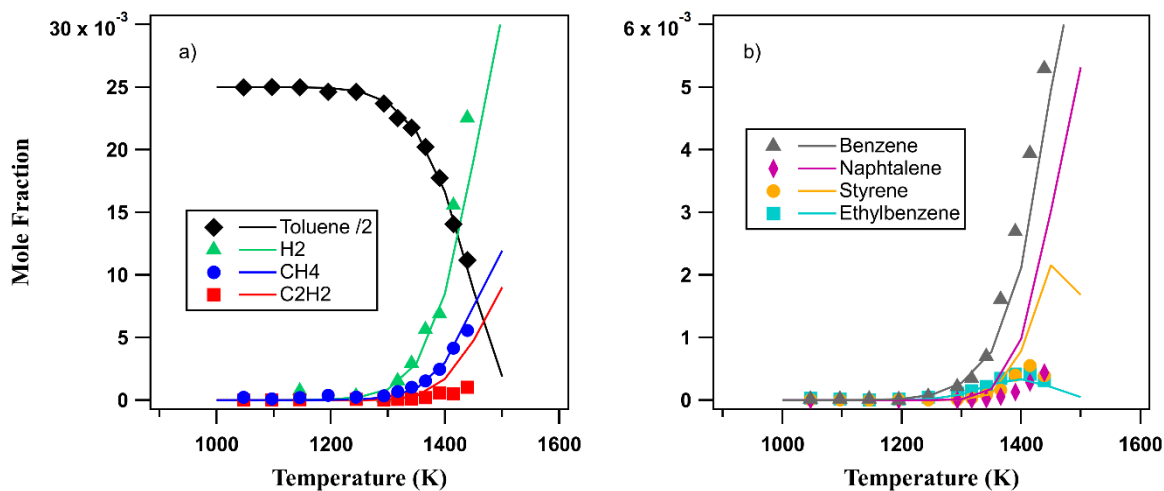 30 x 10-3
25
20
15
10
5
0
1000
1200
1400
1600
Mole Fraction
Temperature (K)
a)
Toluene /2
H2
CH4
C2H2
6 x 10-3
5
4
3
2
1
0
1000
1200
1400
1600
Temperature (K)
b)
Benzene
Naphtalene
Styrene
Ethylbenzene